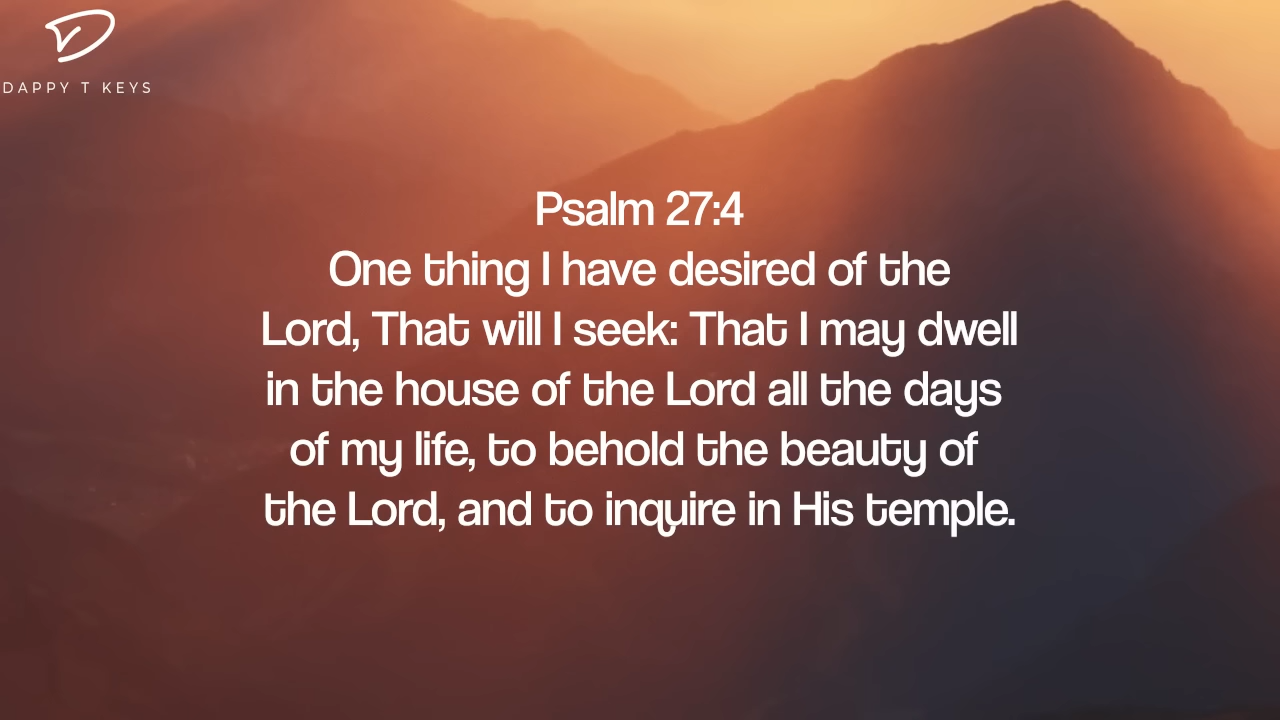 DAPPY T KEYS
Psalm 27:4
One thing I have desired of the
Lord, That will I seek: That I may dwell
in the house of the Lord all the days
of my life, to behold the beauty of
the Lord, and to inquire in His temple.